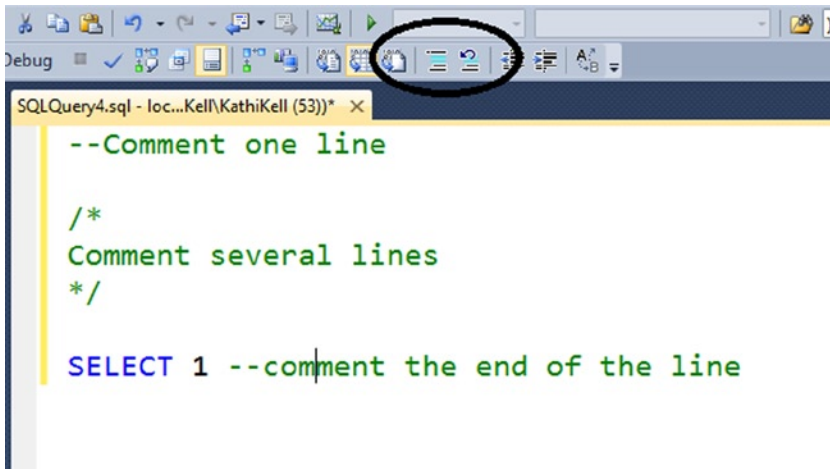 Debug
SQLQuery4.sql - loc...Kell\KathiKell (53))*
--Comment one line
/*
Comment several lines
*/
SELECT 1 --comment the end of the line